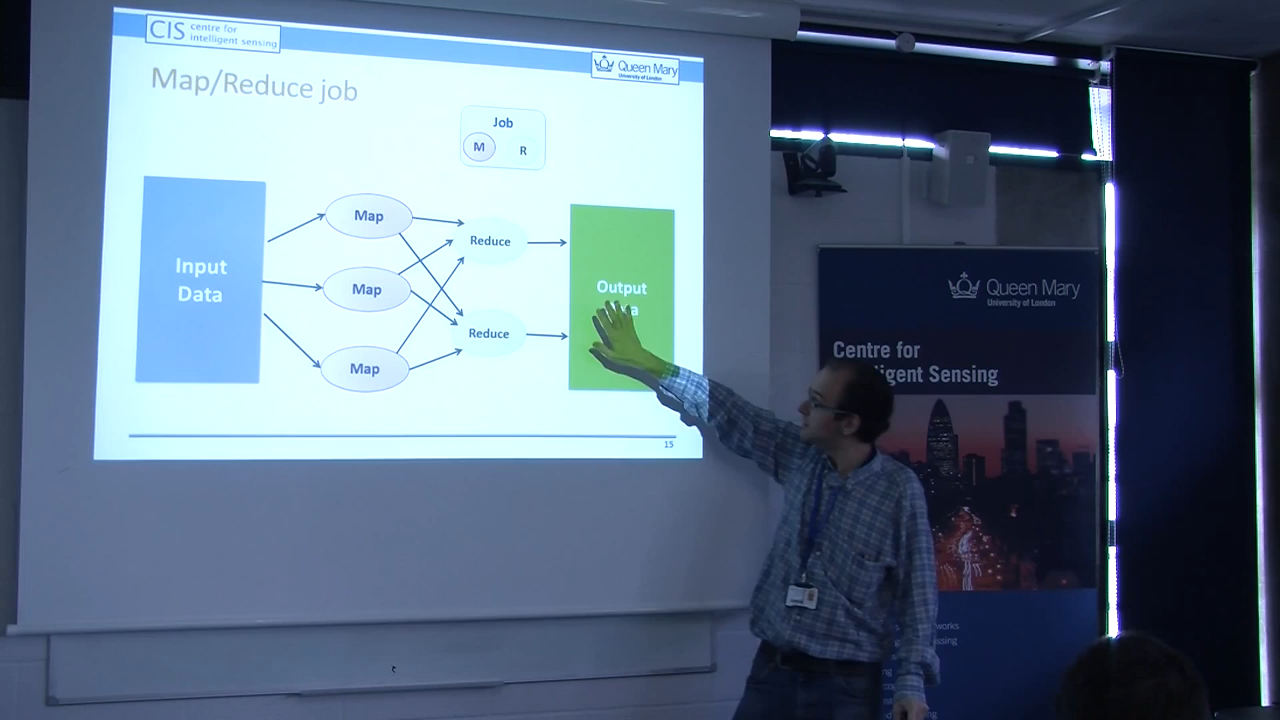 CIS centre for
intelligent sensing
Queen Mary
University of London
Map/Reduce job
Job
M R
Input
Data
Map
Map
Map
Reduce
Reduce
Output
15
Queen Mary
University of London
Centre for
Sensing